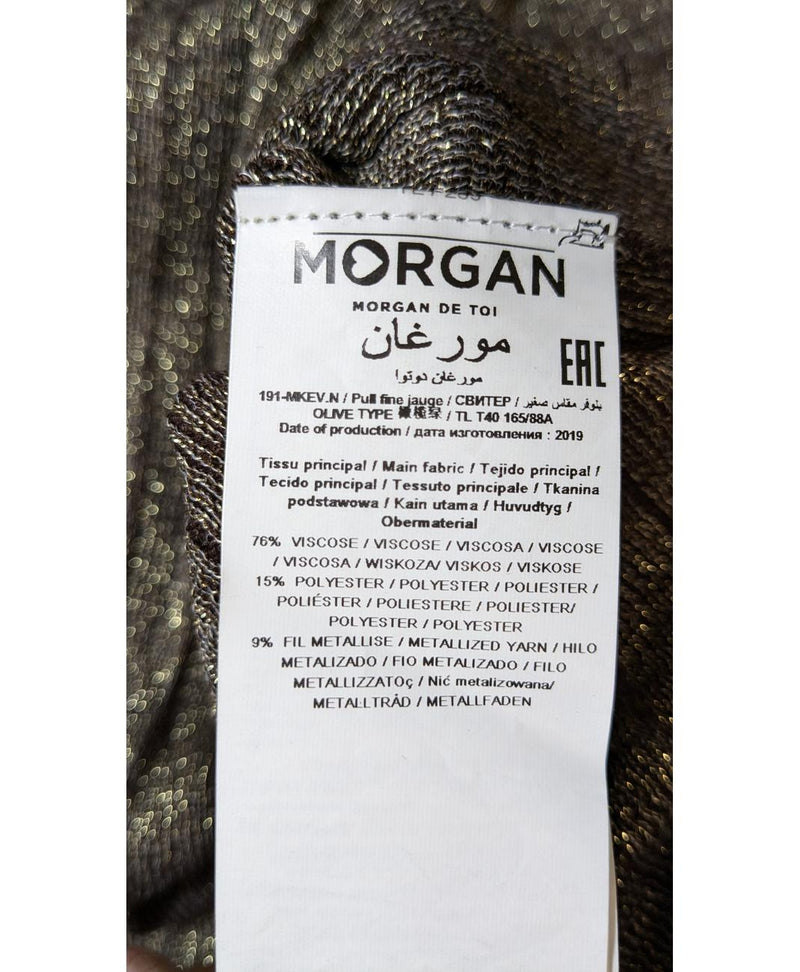 MORGAN
MORGAN DE TOI
مورغان
مورغان دوتوا
EAC
191-MKEV.N / Pull fine jauge / СВИТЕР / بلوفر مقاس صغير
OLIVE TYPE 橄榄绿 / TL T40 165/88A
Date of production / дата изготовления : 2019
Tissu principal / Main fabric / Tejido principal /
Tecido principal / Tessuto principale / Tkanina
podstawowa / Kain utama / Huvudtyg /
Obermaterial
76% VISCOSE / VISCOSE / VISCOSA / VISCOSE
/ VISCOSA / WISKOZA/ VISKOS / VISKOSE
15% POLYESTER / POLYESTER / POLIESTER /
POLIÉSTER / POLIESTERE / POLIESTER/
POLYESTER / POLYESTER
9% FIL METALLISE / METALLIZED YARN / HILO
METALIZADO / FIO METALIZADO / FILO
METALLIZZATOç / Nić metalizowana/
METALLTRÅD / METALLFADEN